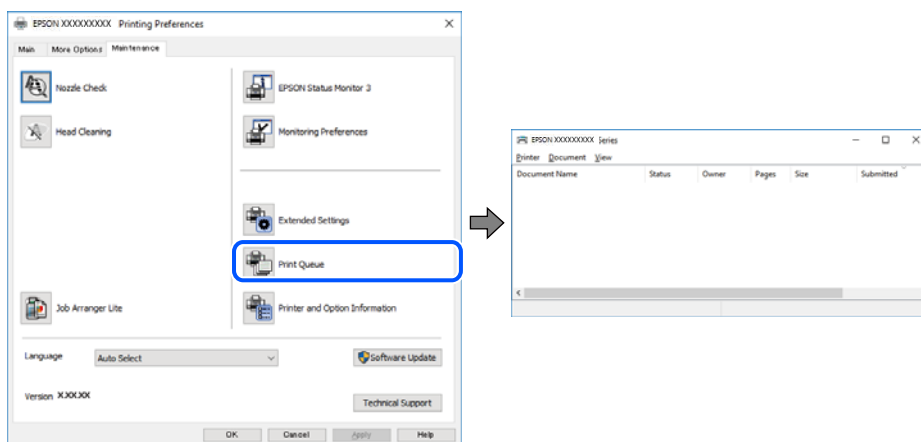 EPSON XXXXXXXXX Printing Preferences
Main More Options Maintenance
Nozzle Check
Head Cleaning
Job Arranger Lite
EPSON Status Monitor 3
Monitoring Preferences
Extended Settings
Print Queue
Printer and Option Information
Language Auto Select Software Update
Version X.XX.XX
Technical Support
OK Cancel Apply Help
EPSON XXXXXXXXX Series
Printer Document View
Document Name Status Owner Pages Size Submitted